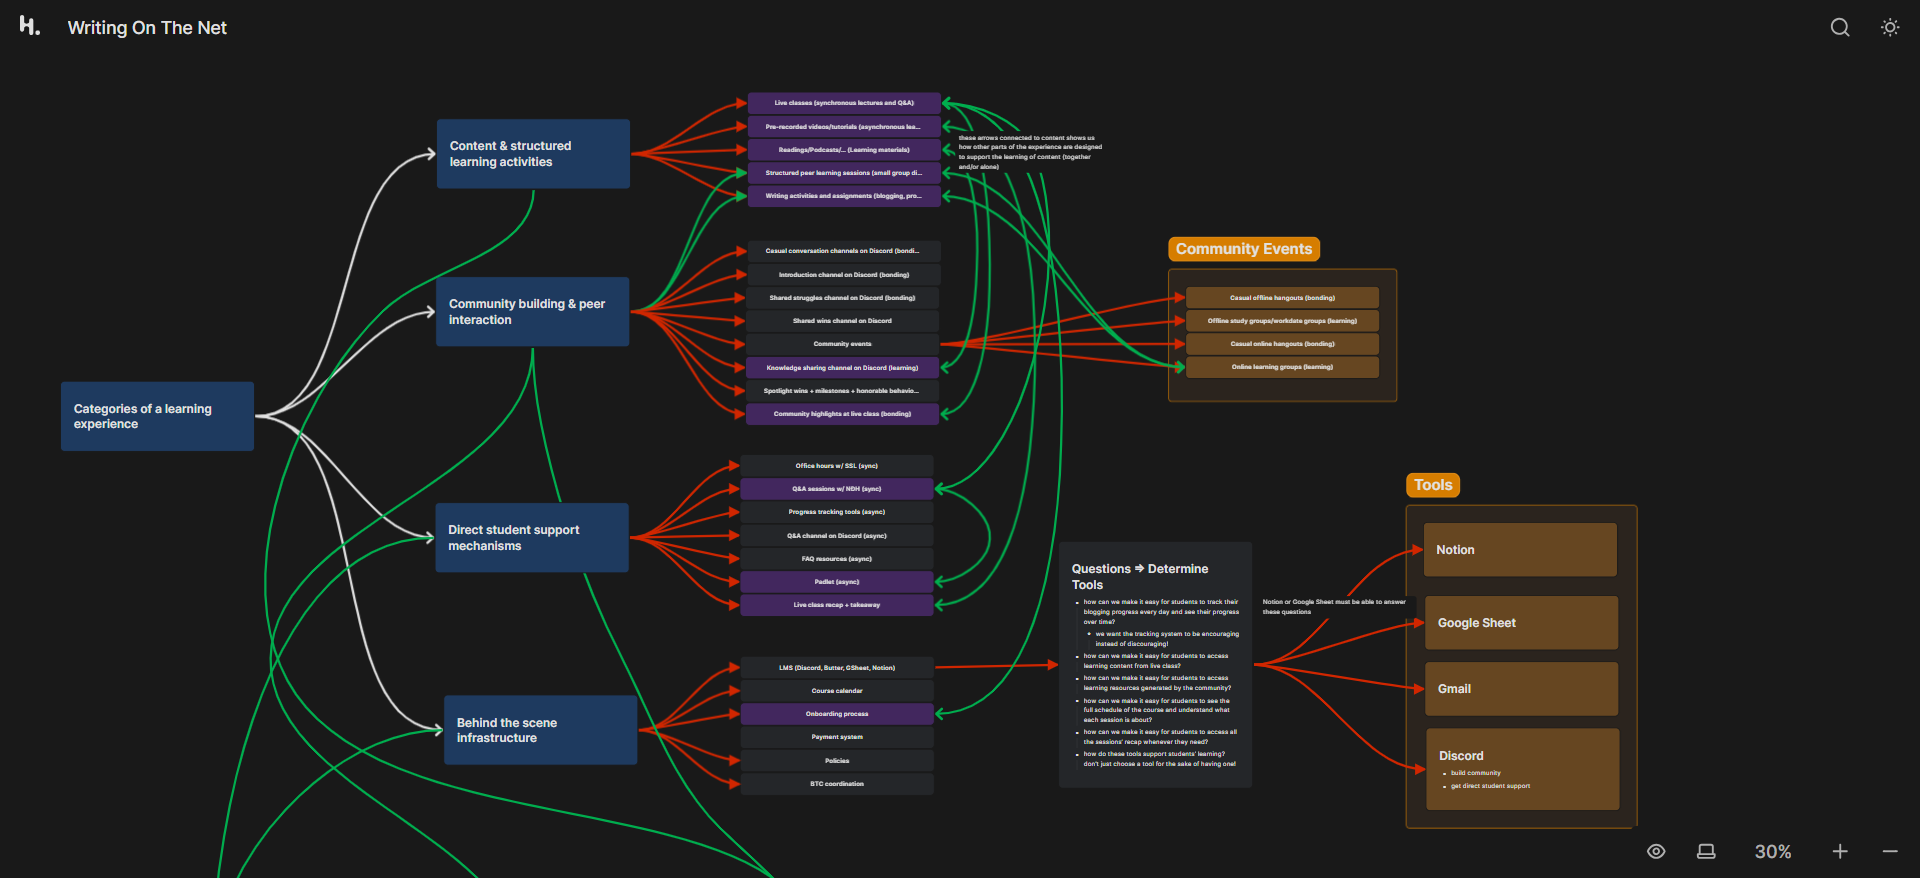 H.
Writing On The Net
Live classes (synchronous lectures and Q&A)
Pre-recorded videos/tutorials (asynchronous lea...
Readings/Podcasts/... (Learning materials)
Structured peer learning sessions (small group di...
Writing activities and assignments (blogging, pro...
these arrows connected to content shows us
how other parts of the experience are designed
to support the learning of content (together
and/or alone)
Content & structured
learning activities
Community building & peer
interaction
Casual conversation channels on Discord (bondi...
Introduction channel on Discord (bonding)
Shared struggles channel on Discord (bonding)
Shared wins channel on Discord
Community events
Knowledge sharing channel on Discord (learning)
Spotlight wins + milestones + honorable behavio...
Community highlights at live class (bonding)
Community Events
Casual offline hangouts (bonding)
Offline study groups/workdate groups (learning)
Casual online hangouts (bonding)
Online learning groups (learning)
Categories of a learning
experience
Direct student support
mechanisms
Office hours w/ SSL (sync)
Q&A sessions w/ NĐH (sync)
Progress tracking tools (async)
Q&A channel on Discord (async)
FAQ resources (async)
Padlet (async)
Live class recap + takeaway
Behind the scene
infrastructure
LMS (Discord, Butter, GSheet, Notion)
Course calendar
Onboarding process
Payment system
Policies
BTC coordination
Questions ⇒ Determine
Tools
how can we make it easy for students to track their
blogging progress every day and see their progress
over time?
we want the tracking system to be encouraging
instead of discouraging!
how can we make it easy for students to access
learning content from live class?
how can we make it easy for students to access
learning resources generated by the community?
how can we make it easy for students to see the
full schedule of the course and understand what
each session is about?
how can we make it easy for students to access all
the sessions' recap whenever they need?
how do these tools support students' learning?
don't just choose a tool for the sake of having one!
Notion or Google Sheet must be able to answer
these questions
Tools
Notion
Google Sheet
Gmail
Discord
build community
get direct student support
30%